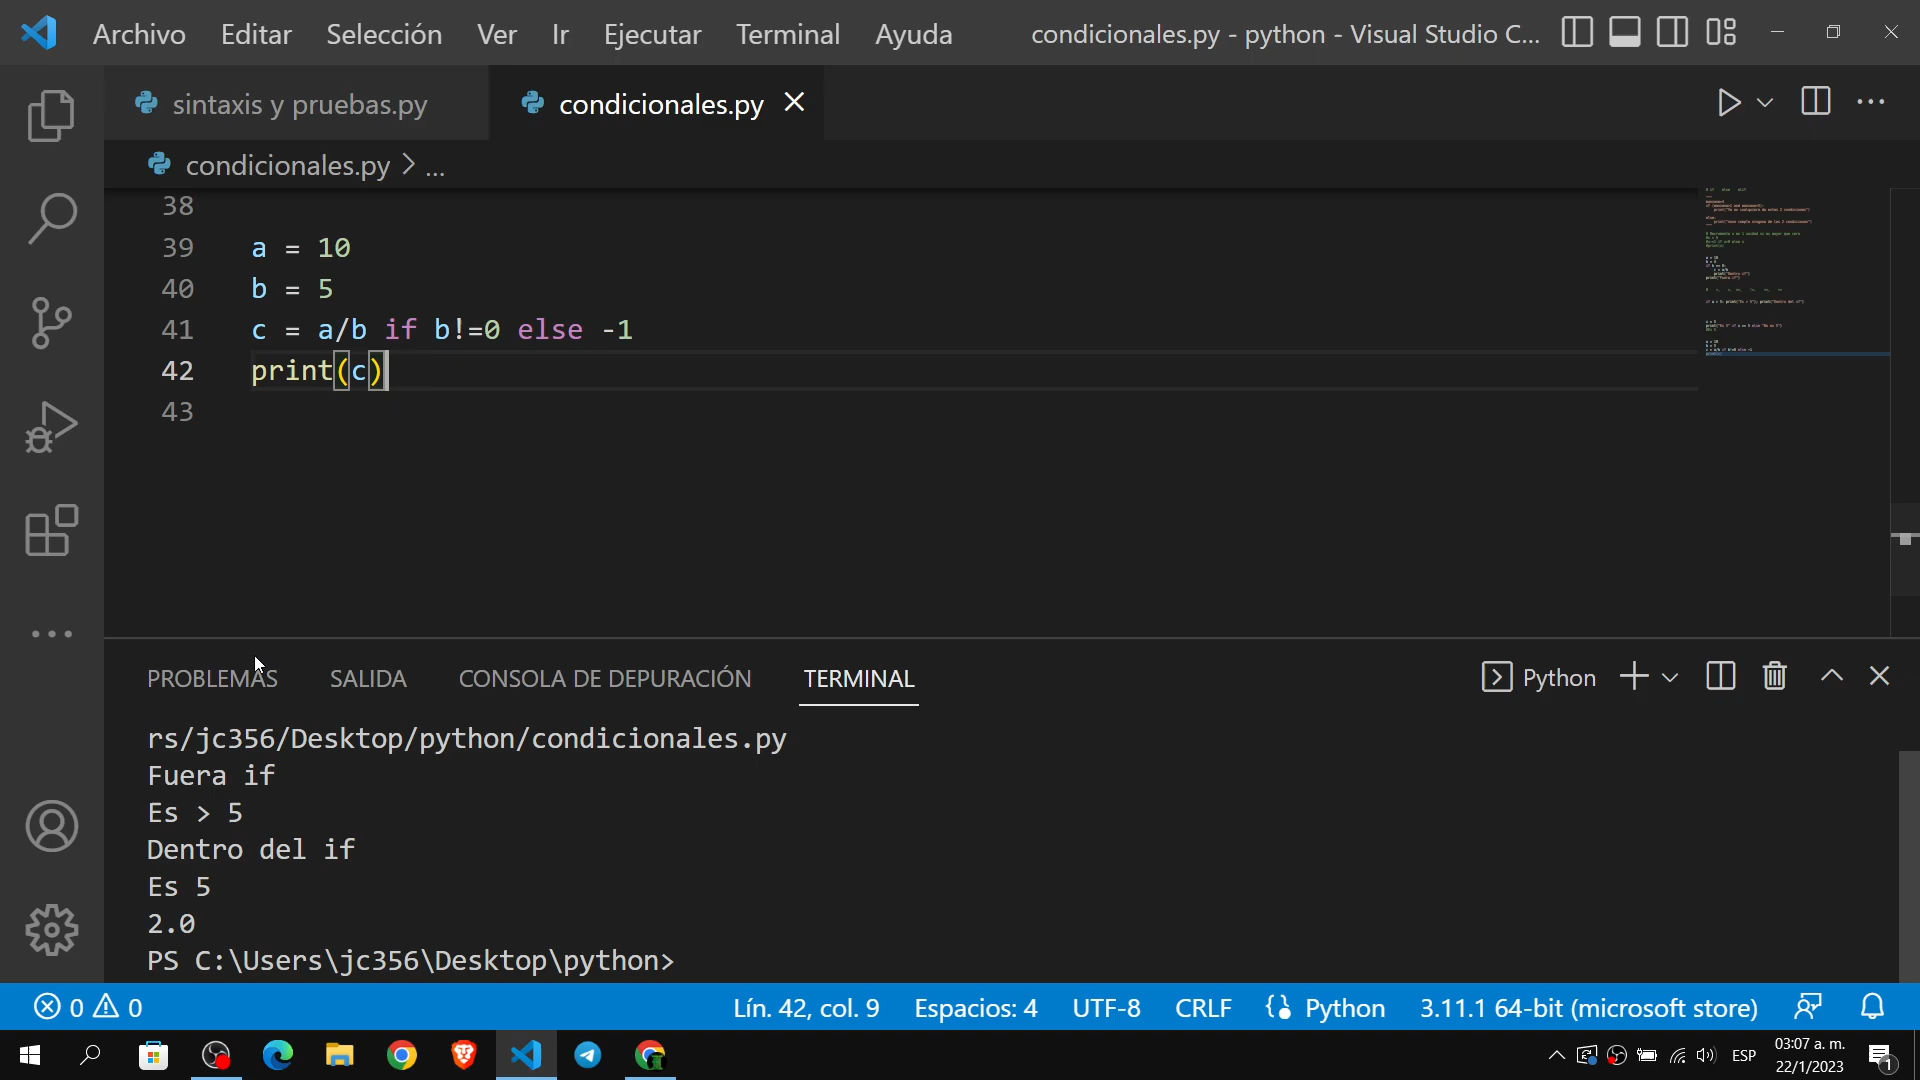 Archivo Editar Selección Ver Ir Ejecutar Terminal Ayuda condicionales.py - python - Visual Studio C...
sintaxis y pruebas.py condicionales.py
condicionales.py > ...
38
39 a = 10
40 b = 5
41 c = a/b if b!=0 else -1
42 print(c)
43
PROBLEMAS SALIDA CONSOLA DE DEPURACIÓN TERMINAL Python
rs/jc356/Desktop/python/condicionales.py
Fuera if
Es > 5
Dentro del if
Es 5
2.0
PS C:\Users\jc356\Desktop\python>
0 0 Lín. 42, col. 9 Espacios: 4 UTF-8 CRLF Python 3.11.1 64-bit (microsoft store)
ESP 03:07 a. m.
22/1/2023
1